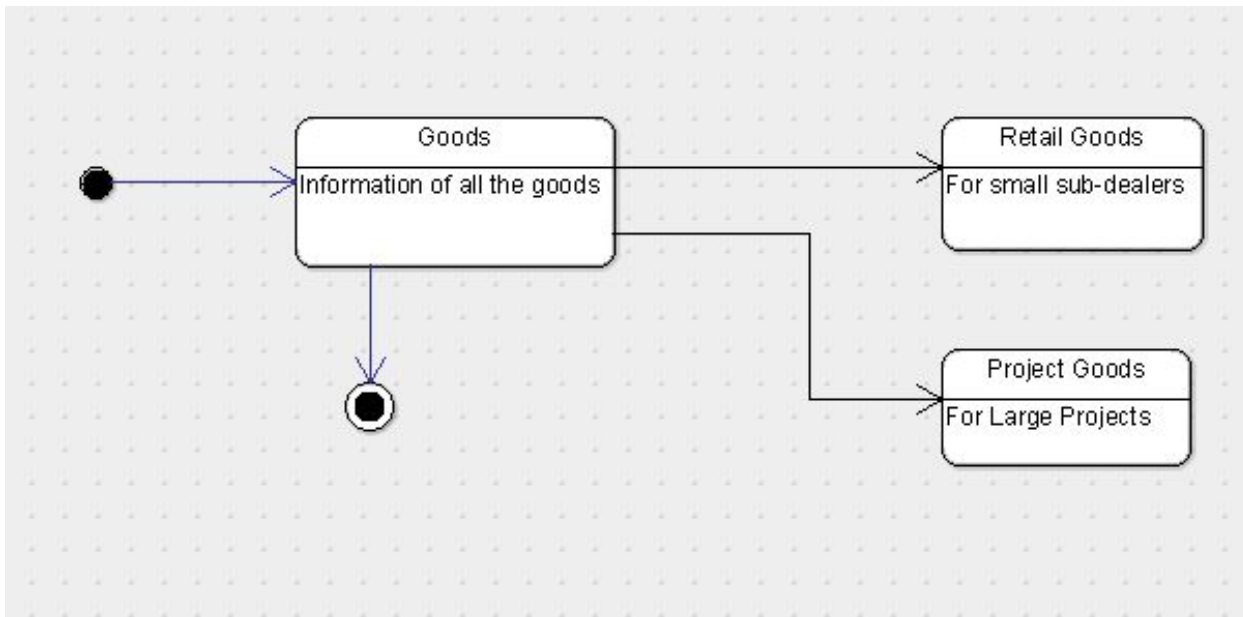 Goods
Information of all the goods
Retail Goods
For small sub-dealers
Project Goods
For Large Projects